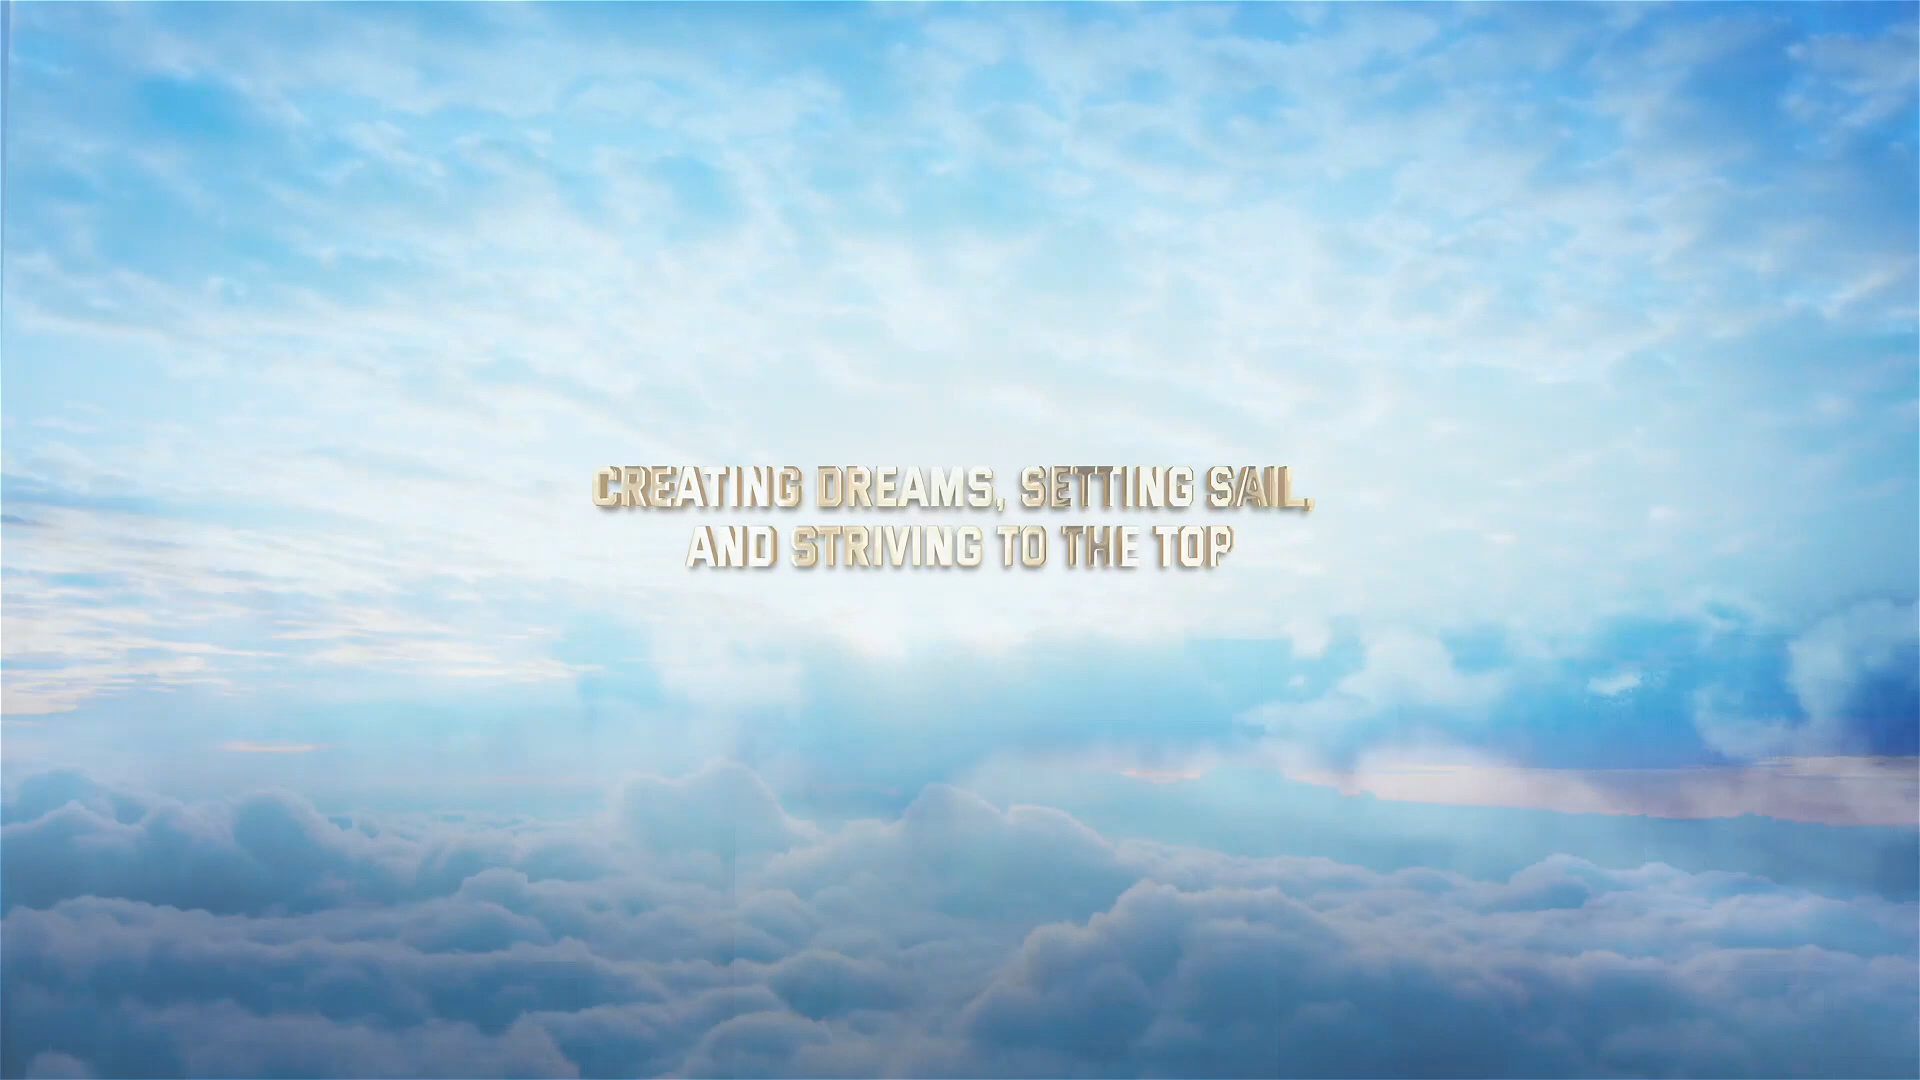 CREATING DREAMS, SETTING SAIL,
AND STRIVING TO THE TOP